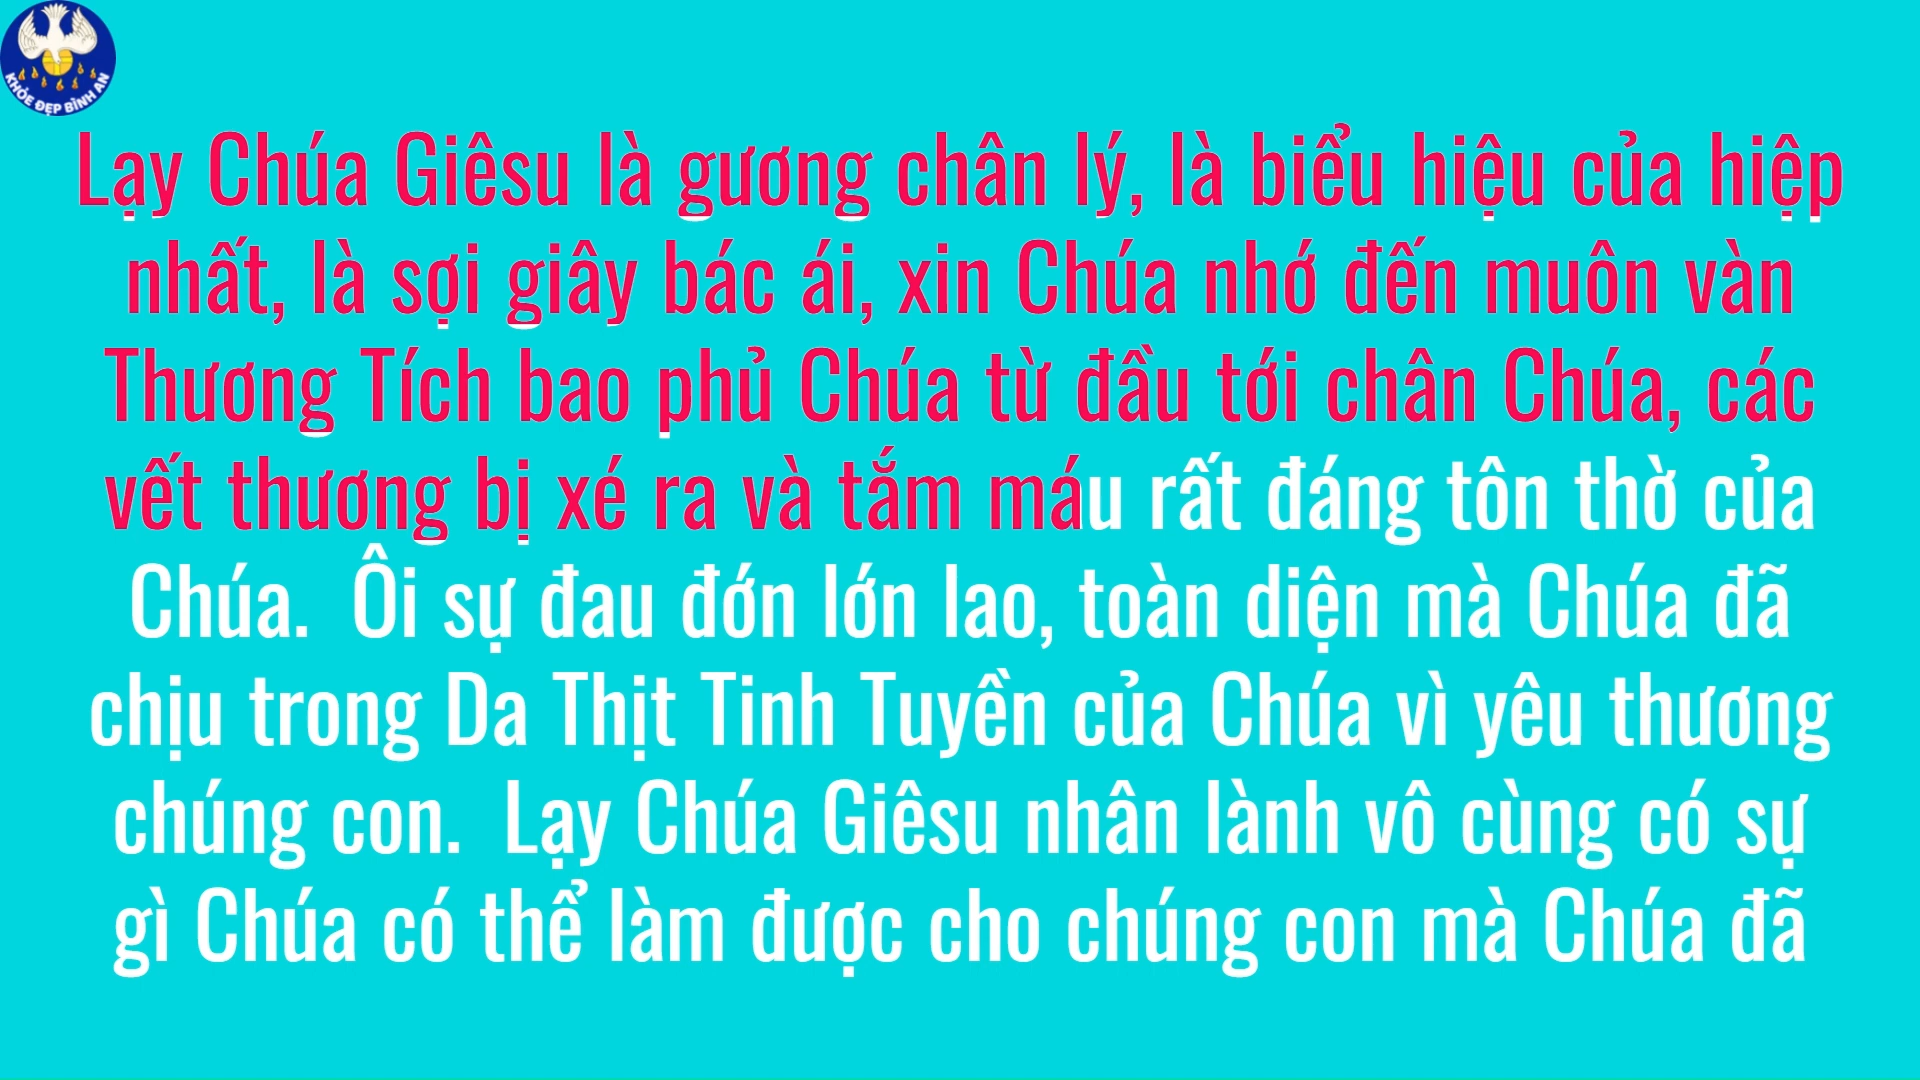 KHỎE ĐẸP BÌNH AN
Lạy Chúa Giêsu là gương chân lý, là biểu hiệu của hiệp
nhất, là sợi giây bác ái, xin Chúa nhớ đến muôn vàn
Thương Tích bao phủ Chúa từ đầu tới chân Chúa, các
vết thương bị xé ra và tắm máu rất đáng tôn thờ của
Chúa.  Ôi sự đau đớn lớn lao, toàn diện mà Chúa đã
chịu trong Da Thịt Tinh Tuyền của Chúa vì yêu thương
chúng con.  Lạy Chúa Giêsu nhân lành vô cùng có sự
gì Chúa có thể làm được cho chúng con mà Chúa đã